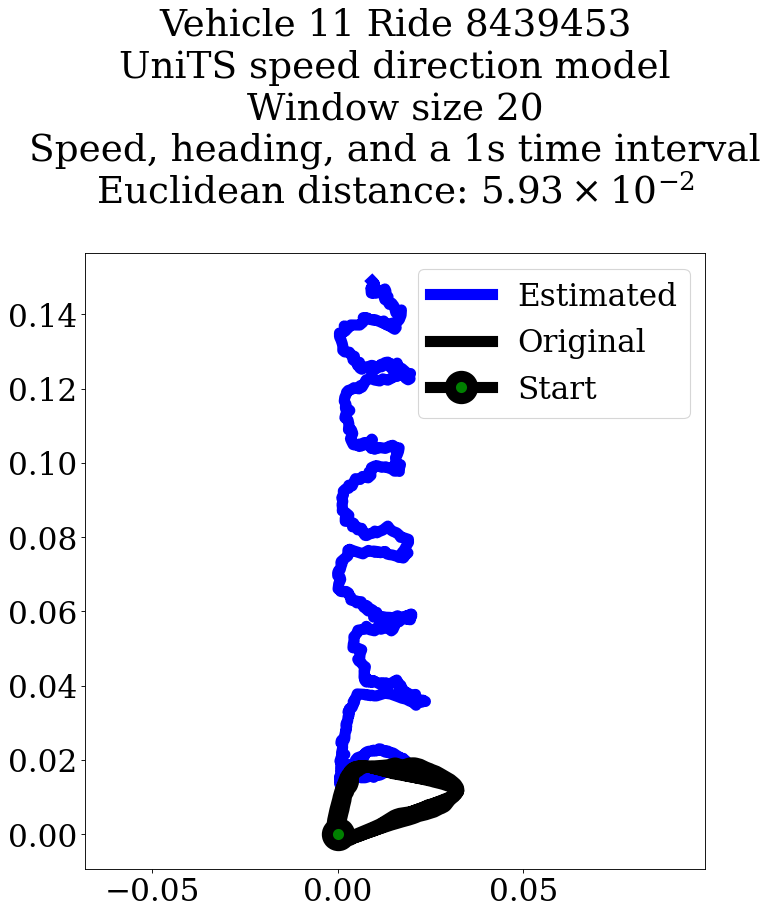 Vehicle 11 Ride 8439453
UniTS speed direction model
Window size 20
Speed, heading, and a 1s time interval
Euclidean distance: 5.93 × 10⁻²
Estimated
Original
Start
0.14
0.12
0.10
0.08
0.06
0.04
0.02
0.00
−0.05 0.00 0.05